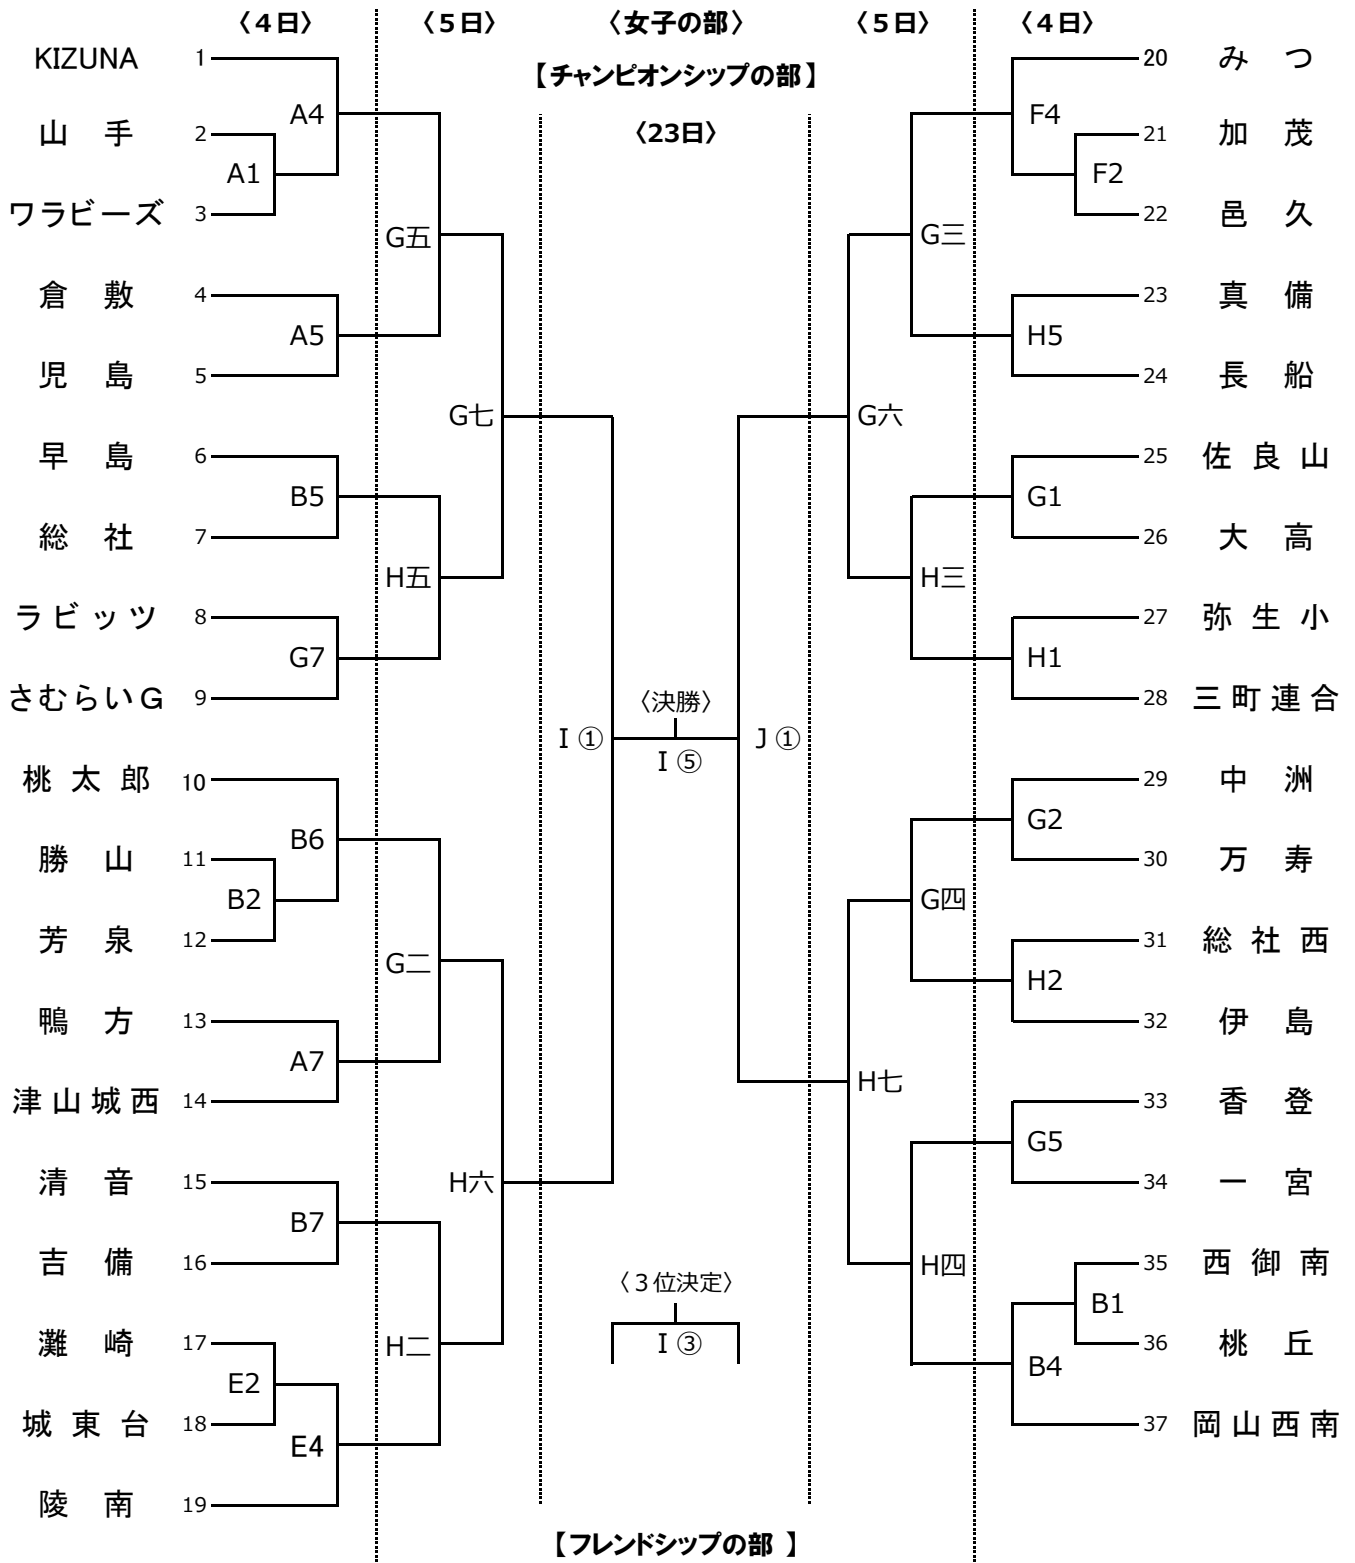 〈４日〉 〈５日〉 〈女子の部〉 〈５日〉 〈４日〉
KIZUNA 1 20 み つ
【チャンピオンシップの部】
A4 F4
山 手 2 〈23日〉 21 加 茂
A1 F2
ワラビーズ 3 22 邑 久
G五 G三
倉 敷 4 23 真 備
A5 H5
児 島 5 24 長 船
G七 G六
早 島 6 25 佐 良 山
B5 G1
総 社 7 26 大 高
H五 H三
ラ ビ ッ ツ 8 27 弥 生 小
G7 H1
さむらいＧ 9 〈決勝〉 28 三 町 連 合
Ｉ① Ｊ①
Ｉ⑤
桃 太 郎 10 29 中 洲
B6 G2
勝 山 11 30 万 寿
B2 G四
芳 泉 12 31 総 社 西
G二 H2
鴨 方 13 32 伊 島
A7 H七
津 山 城 西 14 33 香 登
G5
清 音 15 H六 34 一 宮
B7
吉 備 16 H四 35 西 御 南
〈３位決定〉
B1
灘 崎 17 H二 Ｉ③ 36 桃 丘
E2 B4
城 東 台 18 37 岡 山 西 南
E4
陵 南 19
【フレンドシップの部 】